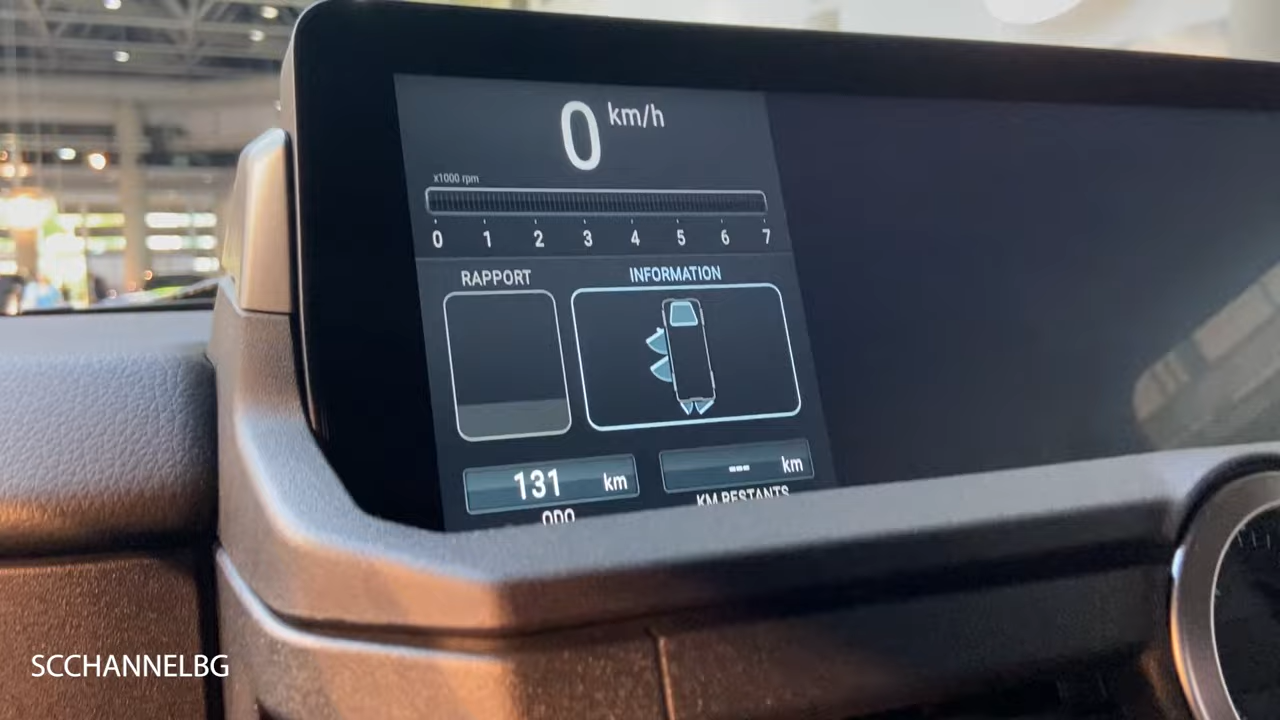 0 km/h
x1000 rpm
0 1 2 3 4 5 6 7
RAPPORT INFORMATION
131 km --- km
ODO KM RESTANTS
SCCHANNELBG